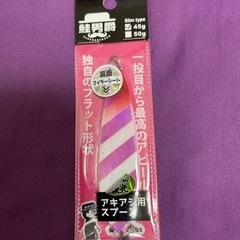 鮭男爵
Slim type
45g
50g
一投目から最高のアピー
独自のフラット形状
裏面
マイラーシート
アキアジ用
スプーン